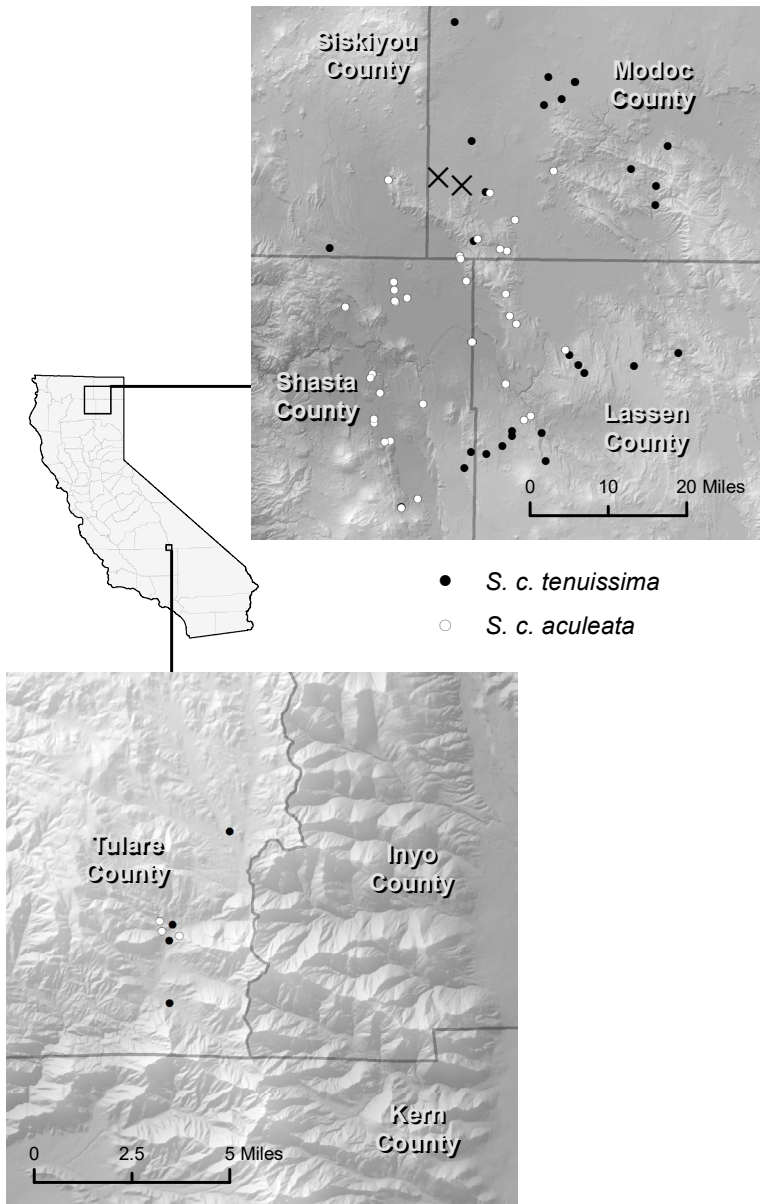 Siskiyou
County
Modoc
County
Shasta
County
Lassen
County
0 10 20 Miles
S. c. tenuissima
S. c. aculeata
Tulare
County
Inyo
County
Kern
County
0 2.5 5 Miles